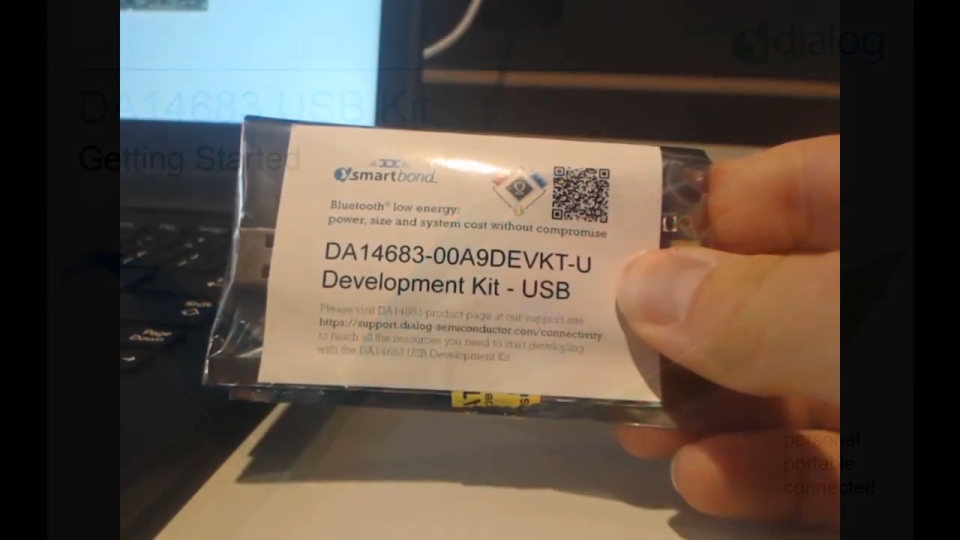 dialog
DA14683 USB Kit
Getting Started
smartbond
Bluetooth® low energy:
power, size and system cost without compromise
DA14683-00A9DEVKT-U
Development Kit - USB
Please visit DA14683 product page at our support site
https://support.dialog-semiconductor.com/connectivity
to reach all the resources you need to start developing
with the DA14683 USB Development Kit
Page
Down
personal
portable
connected